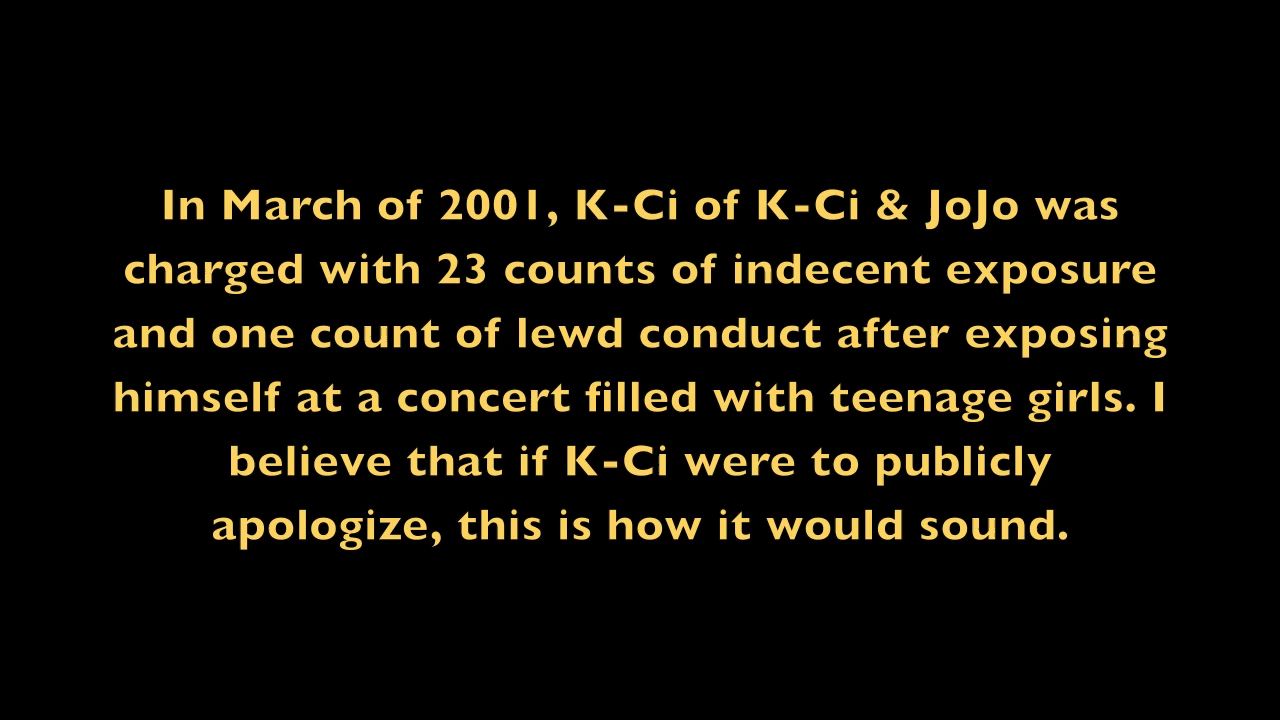 In March of 2001, K-Ci of K-Ci & JoJo was
charged with 23 counts of indecent exposure
and one count of lewd conduct after exposing
himself at a concert filled with teenage girls. I
believe that if K-Ci were to publicly
apologize, this is how it would sound.